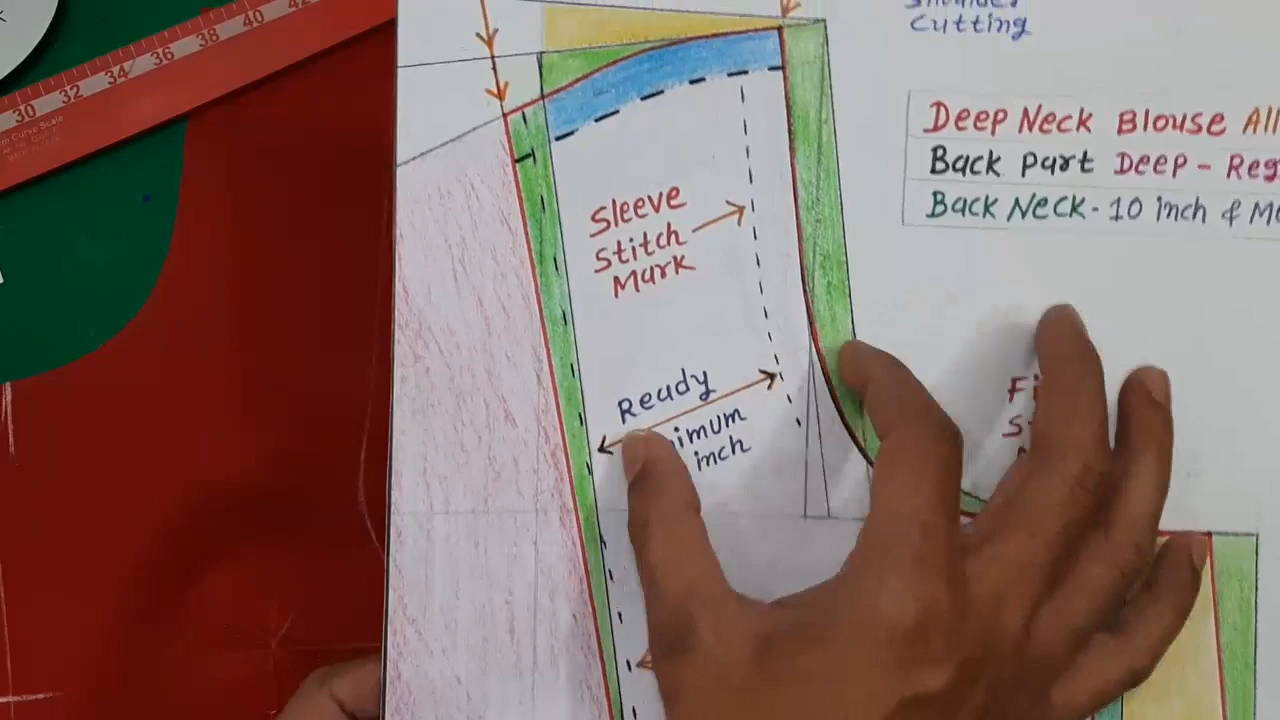 Cutting
30 32 34 36 38 40 42
Deep Neck Blouse All
Back part Deep - Reg
Back Neck - 10 inch & M
Sleeve
Stitch
Mark
Ready
inch